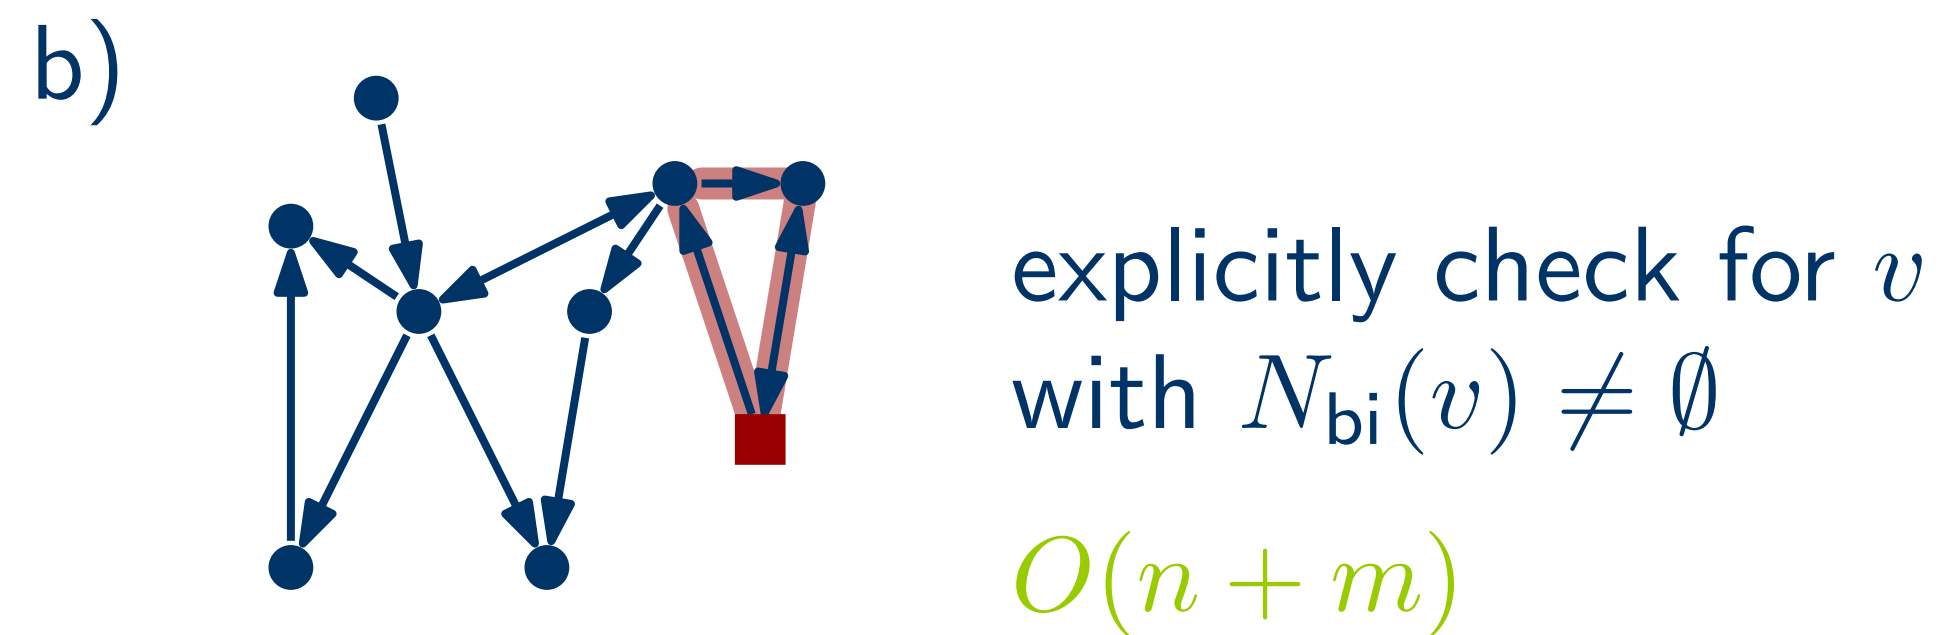 b)
explicitly check for v
with N_bi(v) ≠ ∅
O(n + m)